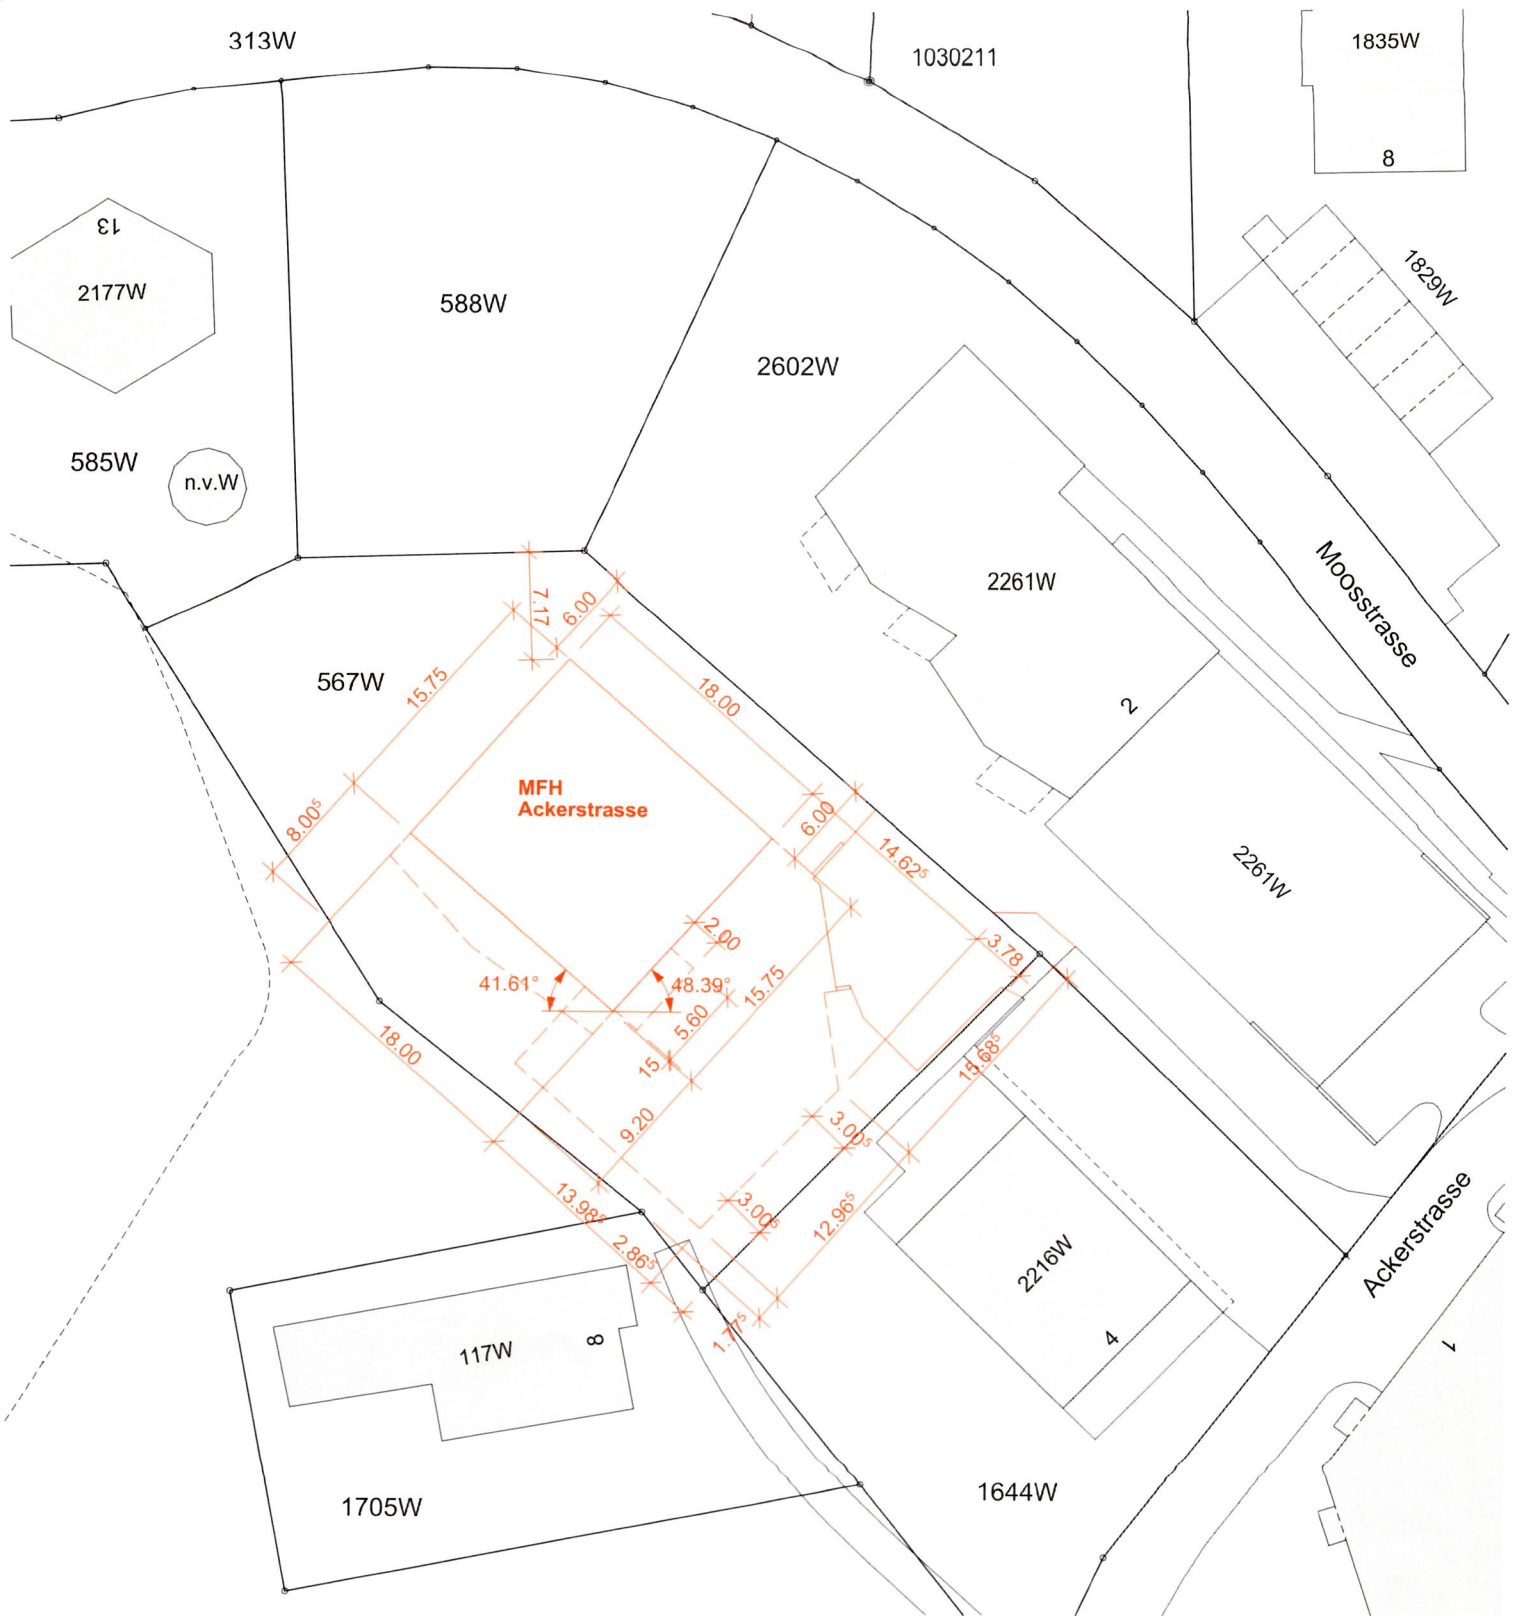 313W
1030211
1835W
8
13
2177W
588W
1829W
2602W
585W
n.v.W
2261W
Moosstrasse
7.17
6.00
567W
15.75
18.00
2
MFH
Ackerstrasse
8.00⁵
6.00
14.62⁵
2261W
2.00
3.78
41.61°
48.39°
15.75
5.60
18.00
15
15.68⁵
9.20
3.00⁵
13.98⁵
3.00⁵
12.96⁵
2.86⁵
1.77⁵
2216W
4
Ackerstrasse
1
117W
8
1705W
1644W